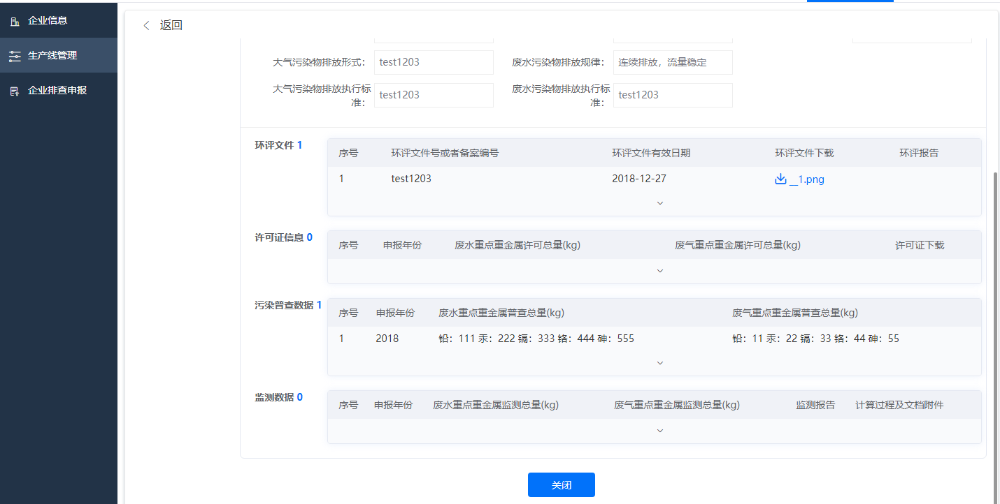 企业信息
生产线管理
企业排查申报
返回
大气污染物排放形式： test1203 废水污染物排放规律： 连续排放，流量稳定
大气污染物排放执行标准： test1203 废水污染物排放执行标准： test1203
环评文件 1
序号 环评文件号或者备案编号 环评文件有效日期 环评文件下载 环评报告
1 test1203 2018-12-27 __1.png
许可证信息 0
序号 申报年份 废水重点重金属许可总量(kg) 废气重点重金属许可总量(kg) 许可证下载
污染普查数据 1
序号 申报年份 废水重点重金属普查总量(kg) 废气重点重金属普查总量(kg)
1 2018 铅：111 汞：222 镉：333 铬：444 砷：555 铅：11 汞：22 镉：33 铬：44 砷：55
监测数据 0
序号 申报年份 废水重点重金属监测总量(kg) 废气重点重金属监测总量(kg) 监测报告 计算过程及文档附件
关闭